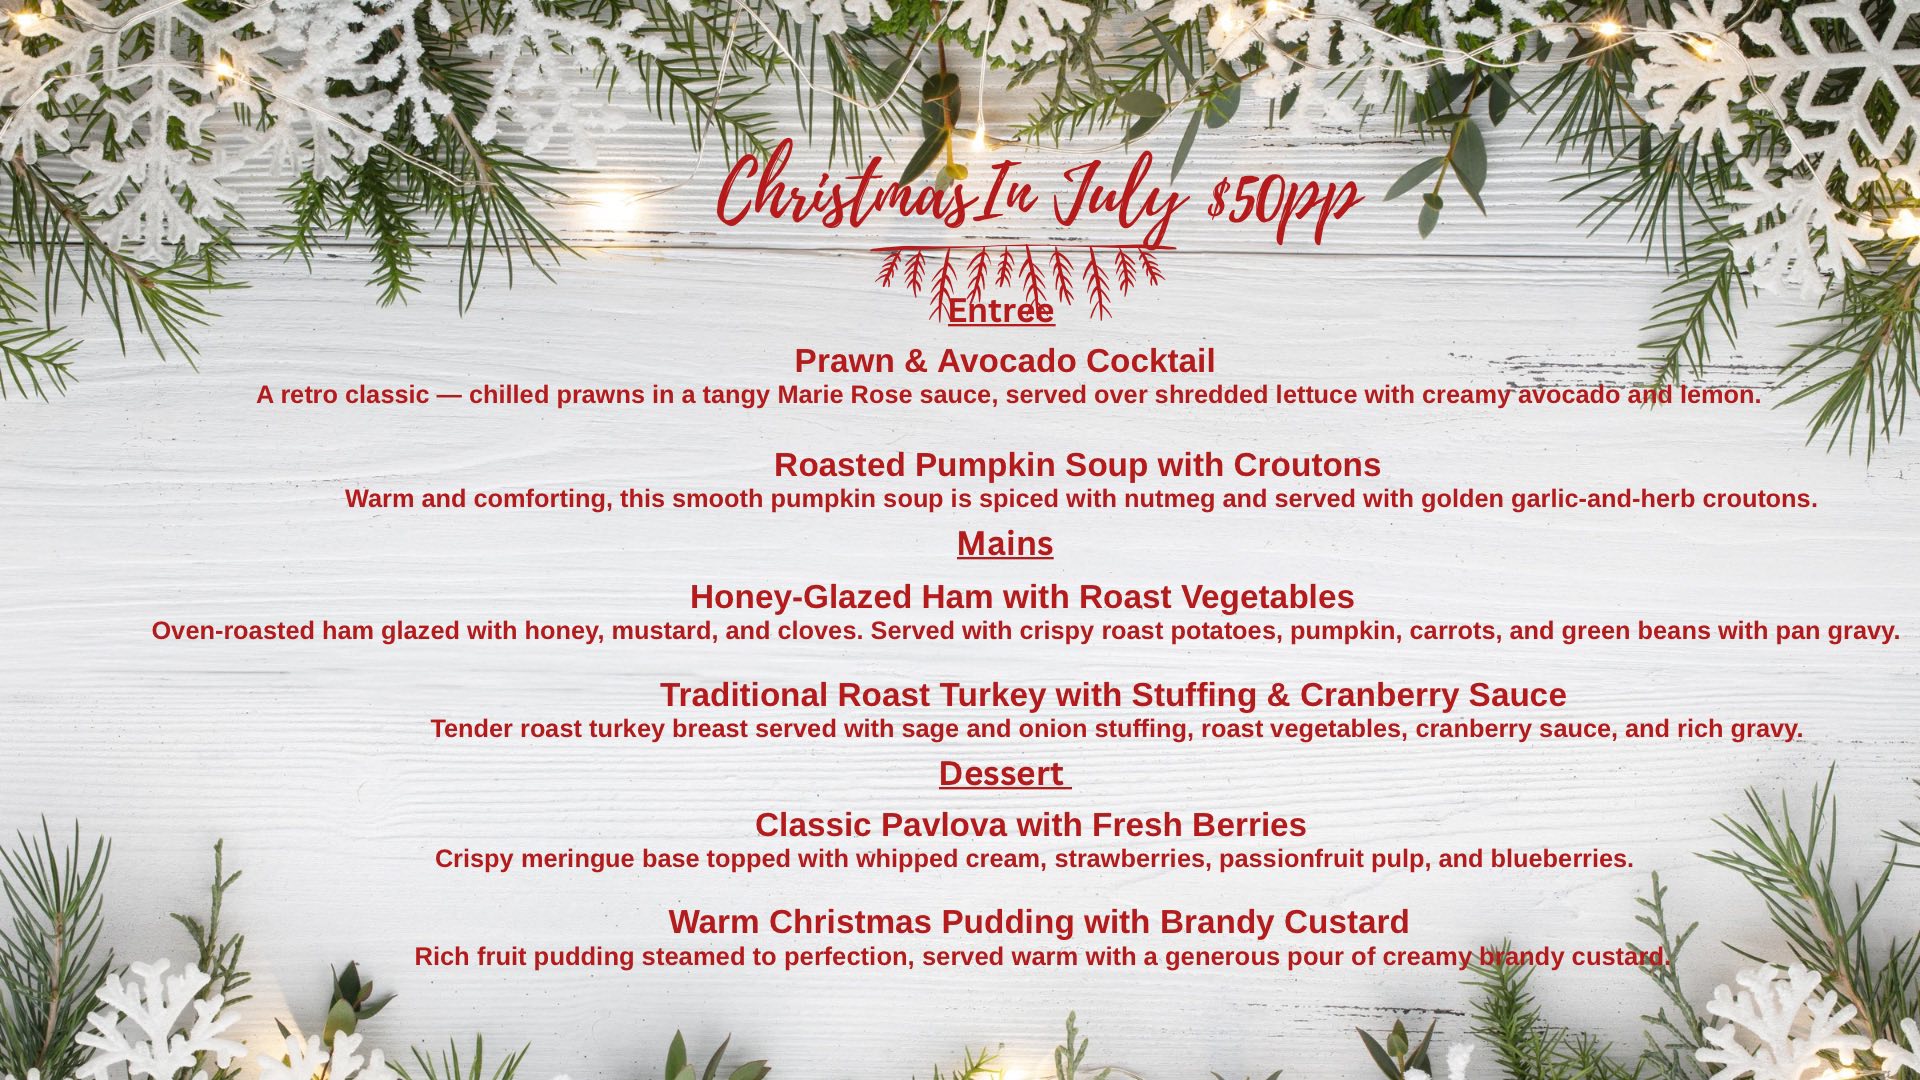 Christmas In July $50pp
Entree
Prawn & Avocado Cocktail
A retro classic — chilled prawns in a tangy Marie Rose sauce, served over shredded lettuce with creamy avocado and lemon.
Roasted Pumpkin Soup with Croutons
Warm and comforting, this smooth pumpkin soup is spiced with nutmeg and served with golden garlic-and-herb croutons.
Mains
Honey-Glazed Ham with Roast Vegetables
Oven-roasted ham glazed with honey, mustard, and cloves. Served with crispy roast potatoes, pumpkin, carrots, and green beans with pan gravy.
Traditional Roast Turkey with Stuffing & Cranberry Sauce
Tender roast turkey breast served with sage and onion stuffing, roast vegetables, cranberry sauce, and rich gravy.
Dessert
Classic Pavlova with Fresh Berries
Crispy meringue base topped with whipped cream, strawberries, passionfruit pulp, and blueberries.
Warm Christmas Pudding with Brandy Custard
Rich fruit pudding steamed to perfection, served warm with a generous pour of creamy brandy custard.